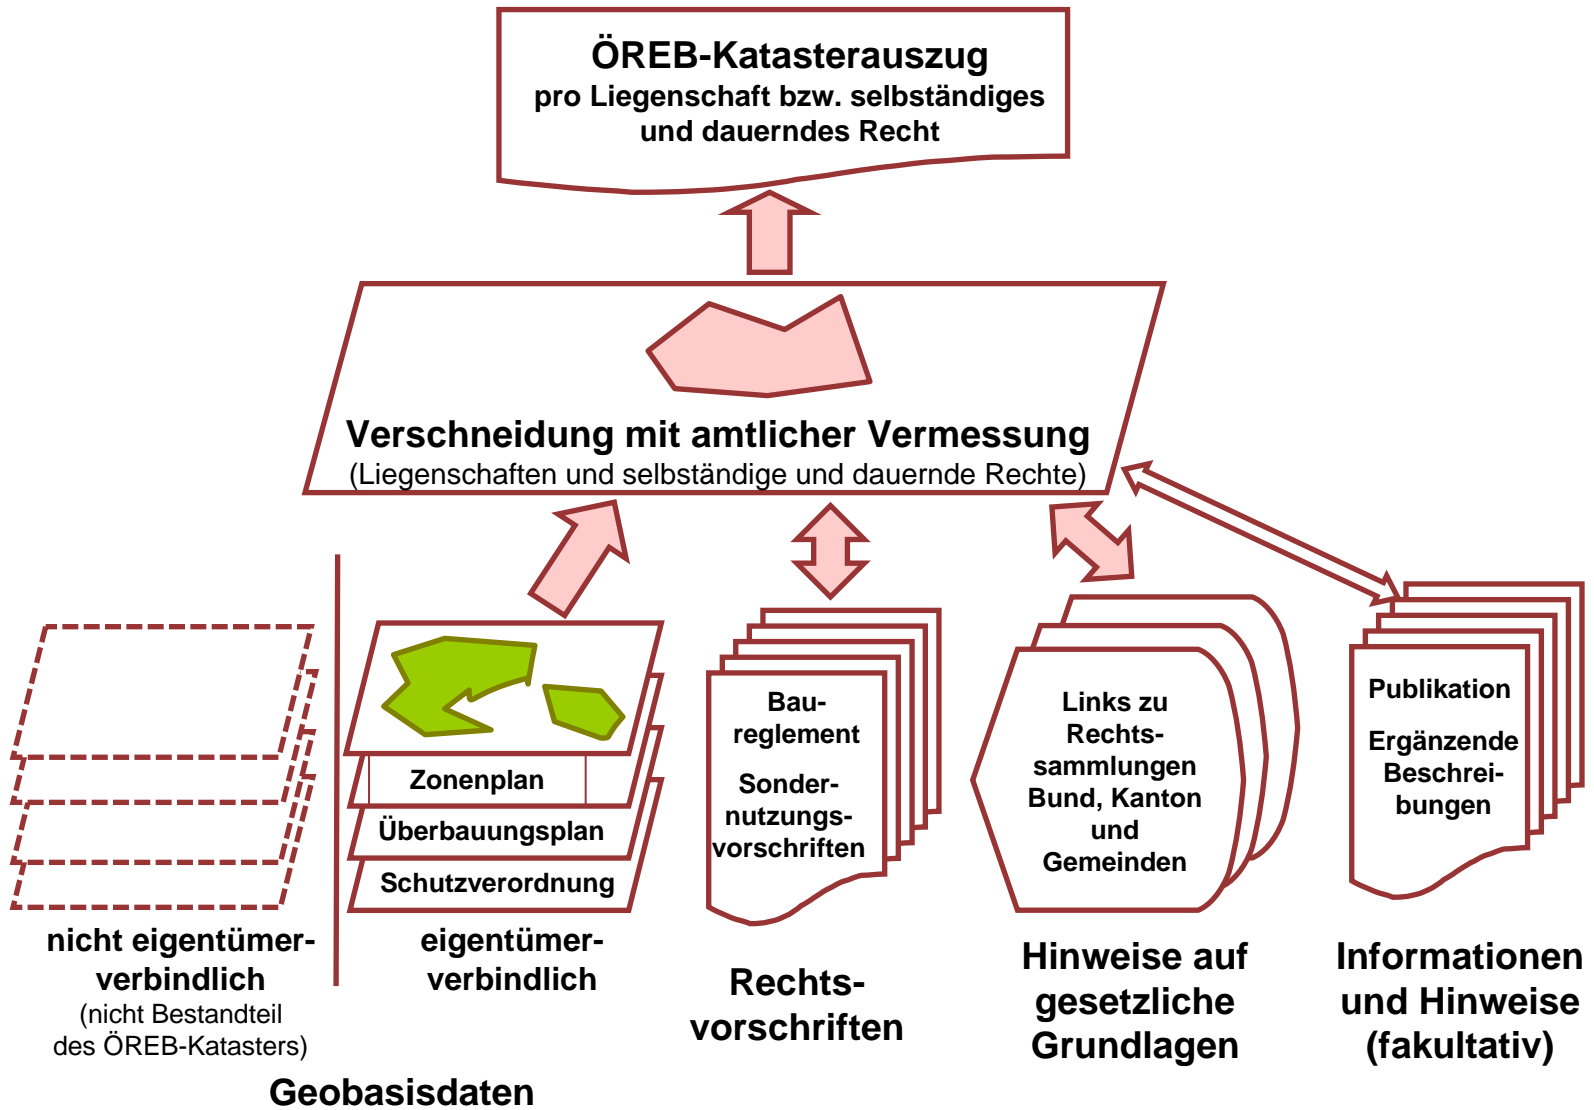 ÖREB-Katasterauszug
pro Liegenschaft bzw. selbständiges
und dauerndes Recht
Verschneidung mit amtlicher Vermessung
(Liegenschaften und selbständige und dauernde Rechte)
Zonenplan
Überbauungsplan
Schutzverordnung
Bau-
reglement
Sonder-
nutzungs-
vorschriften
Links zu
Rechts-
sammlungen
Bund, Kanton
und
Gemeinden
Publikation
Ergänzende
Beschrei-
bungen
nicht eigentümer-
verbindlich
(nicht Bestandteil
des ÖREB-Katasters)
eigentümer-
verbindlich
Geobasisdaten
Rechts-
vorschriften
Hinweise auf
gesetzliche
Grundlagen
Informationen
und Hinweise
(fakultativ)